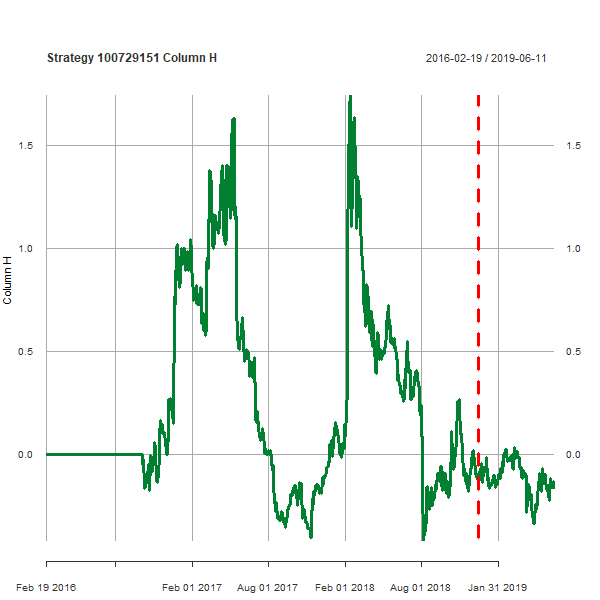 Strategy 100729151 Column H
2016-02-19 / 2019-06-11
1.5
1.5
1.0
1.0
Column H
0.5
0.5
0.0
0.0
Feb 19 2016
Feb 01 2017
Aug 01 2017
Feb 01 2018
Aug 01 2018
Jan 31 2019